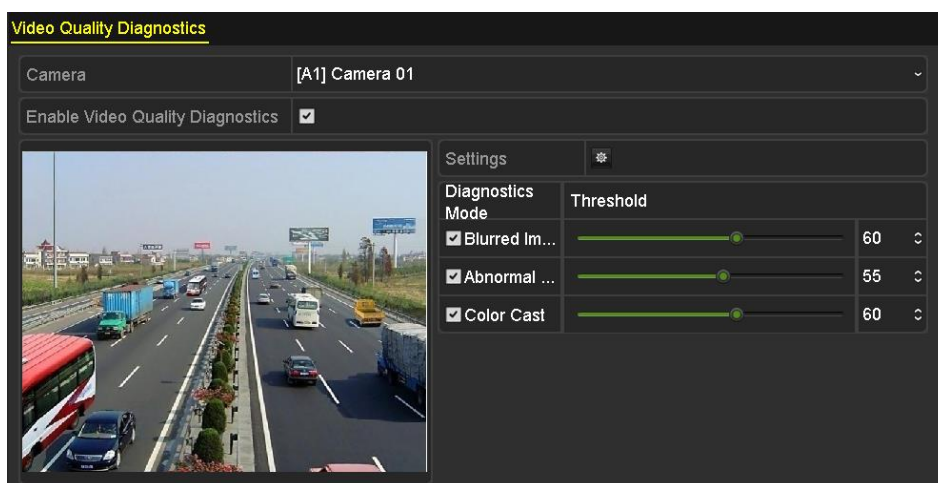 Video Quality Diagnostics
Camera
[A1] Camera 01
Enable Video Quality Diagnostics
Settings
Diagnostics
Mode
Threshold
Blurred Im...
60
Abnormal ...
55
Color Cast
60